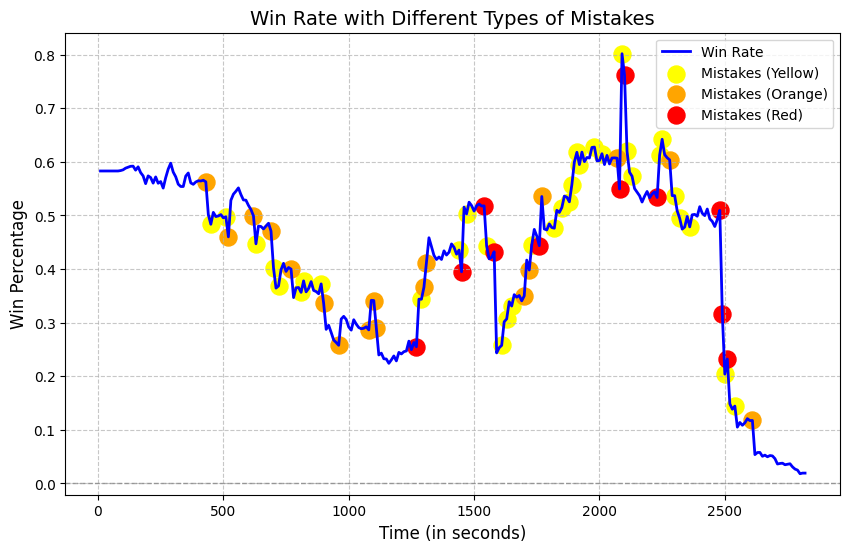 Win Rate with Different Types of Mistakes
Win Rate
Mistakes (Yellow)
Mistakes (Orange)
Mistakes (Red)
Win Percentage
0.8
0.7
0.6
0.5
0.4
0.3
0.2
0.1
0.0
0 500 1000 1500 2000 2500
Time (in seconds)